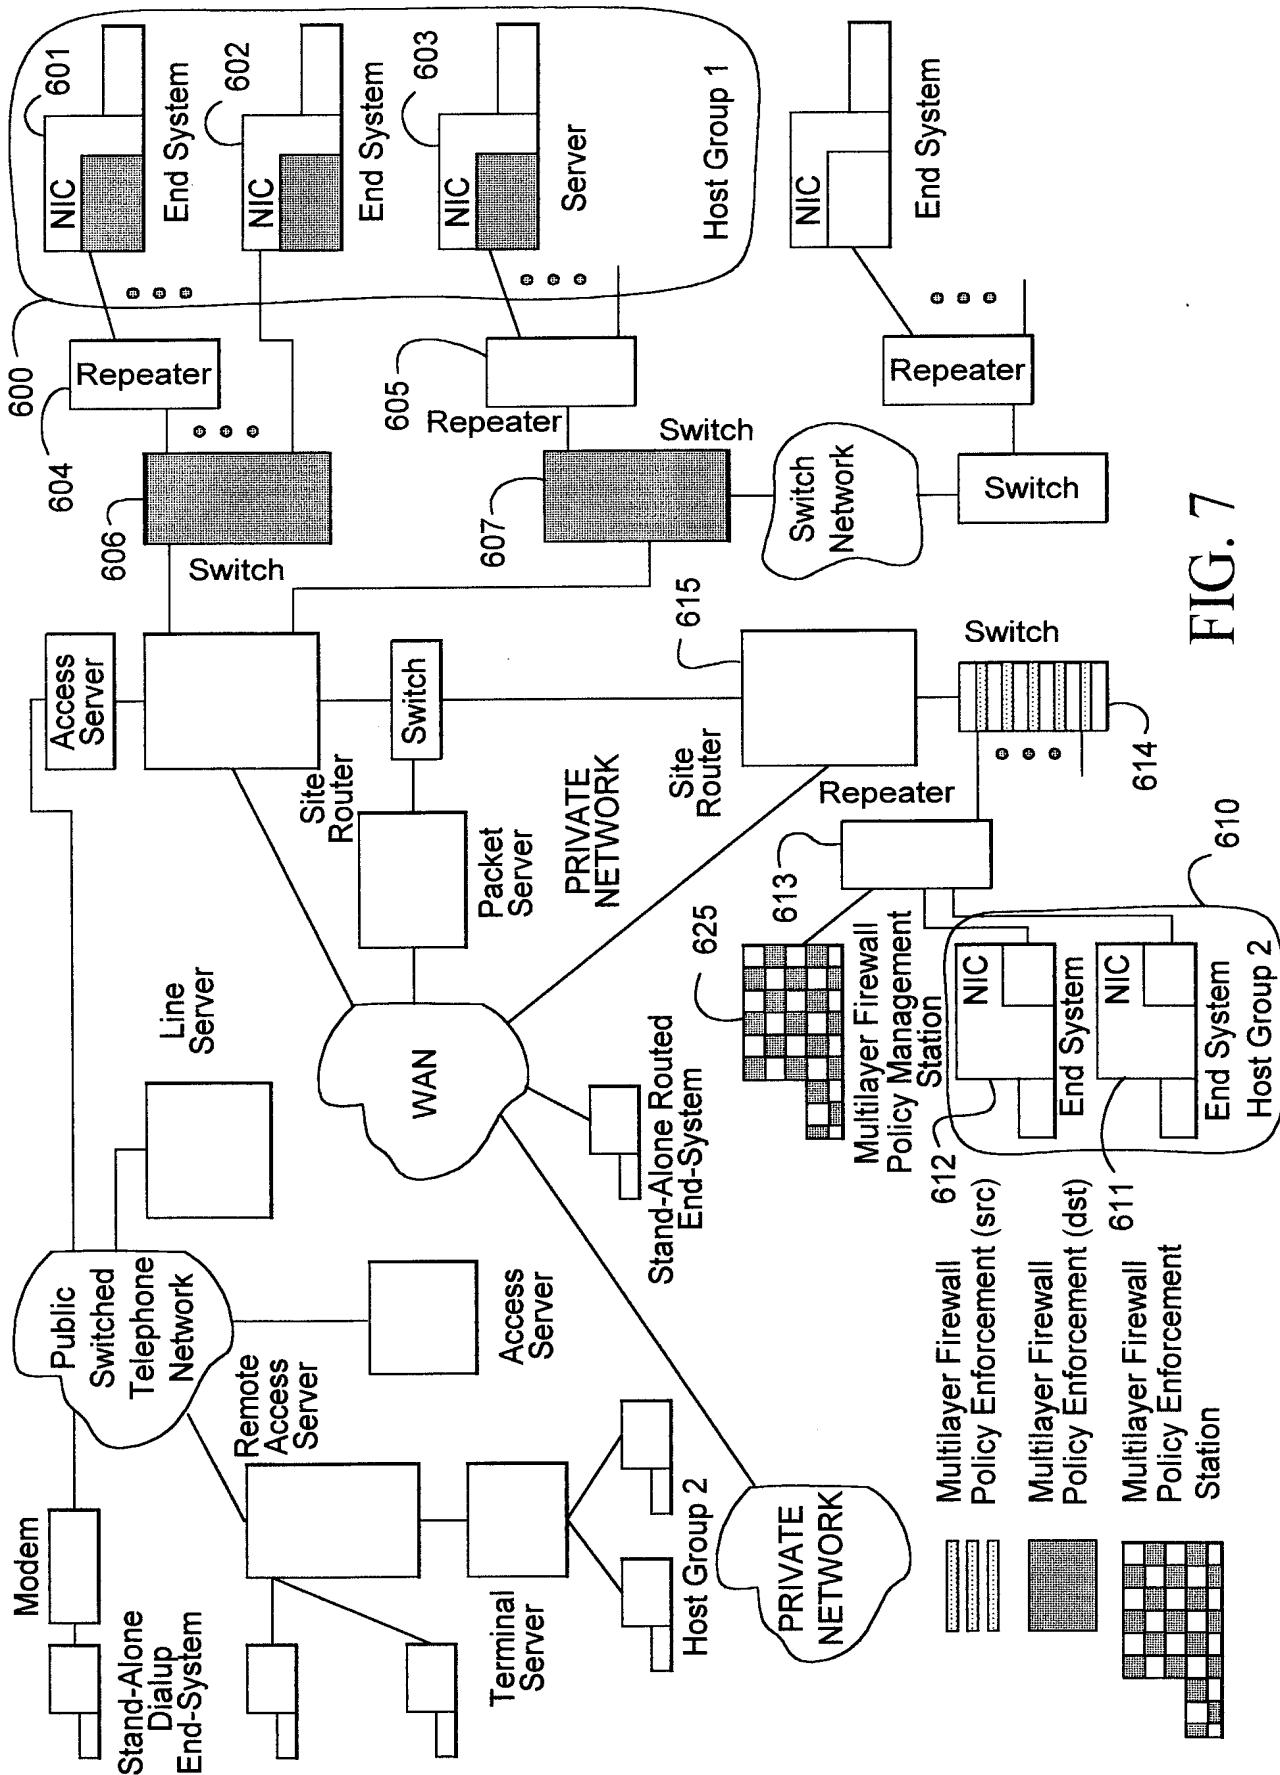 Stand-Alone
Dialup
End-System
Modem
Public
Switched
Telephone
Network
Line
Server
Access
Server
Remote
Access
Server
Access
Server
Terminal
Server
Host Group 2
PRIVATE
NETWORK
WAN
Stand-Alone Routed
End-System
Packet
Server
Site
Router
Switch
PRIVATE
NETWORK
Site
Router
615
606
Switch
604
Repeater
600
NIC
601
End System
NIC
602
End System
NIC
603
Server
Host Group 1
605
Repeater
607
Switch
Switch
Network
Switch
Repeater
NIC
End System
Switch
614
Repeater
613
625
Multilayer Firewall
Policy Management
Station
610
NIC
End System
612
NIC
End System
611
Host Group 2
Multilayer Firewall
Policy Enforcement (src)
Multilayer Firewall
Policy Enforcement (dst)
Multilayer Firewall
Policy Enforcement
Station
FIG. 7